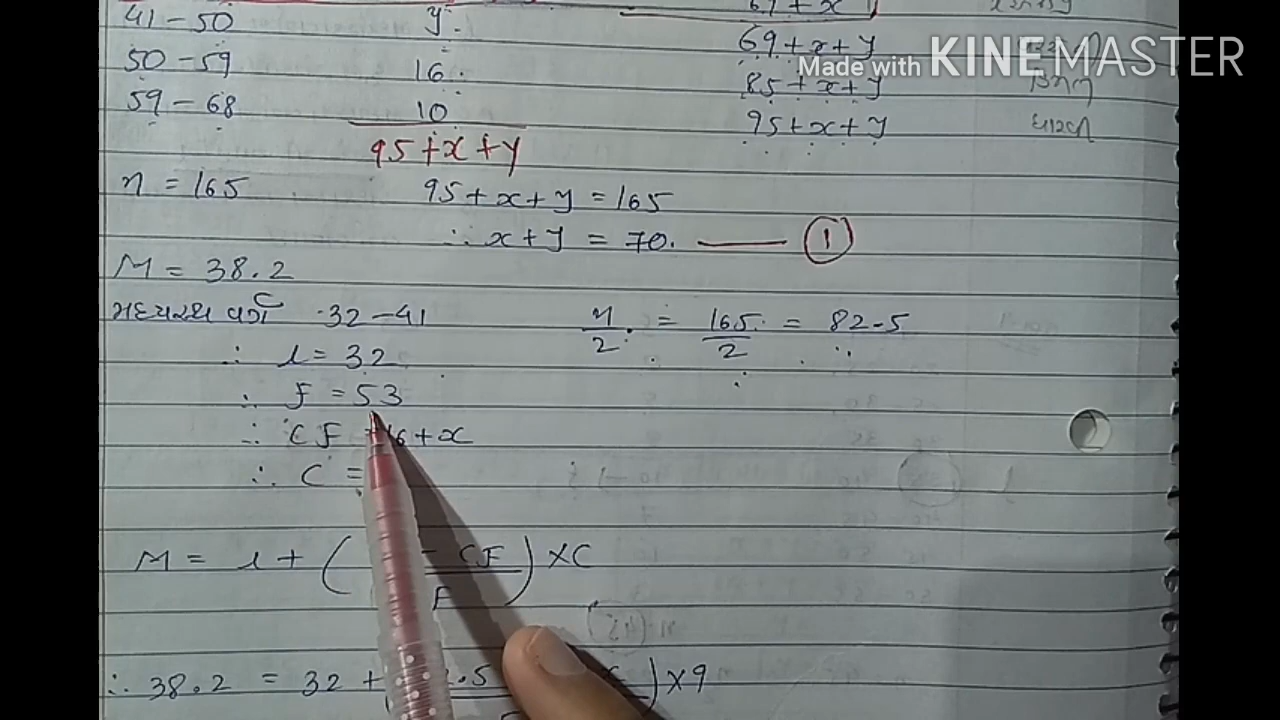 41-50 y 69+x+y
Made with KINEMASTER
50-59 16 85+x+y
59-68 10 95+x+y
95+x+y
n = 165 95+x+y = 165
∴ x+y = 70. ①
M = 38.2
મધ્યસ્થ વર્ગ 32-41 n/2 = 165/2 = 82.5
∴ l = 32
∴ F = 53
∴ CF 16+x
∴ C =
M = l + ( - CF / F ) × C
∴ 38.2 = 32 + ( .5 ) × 9